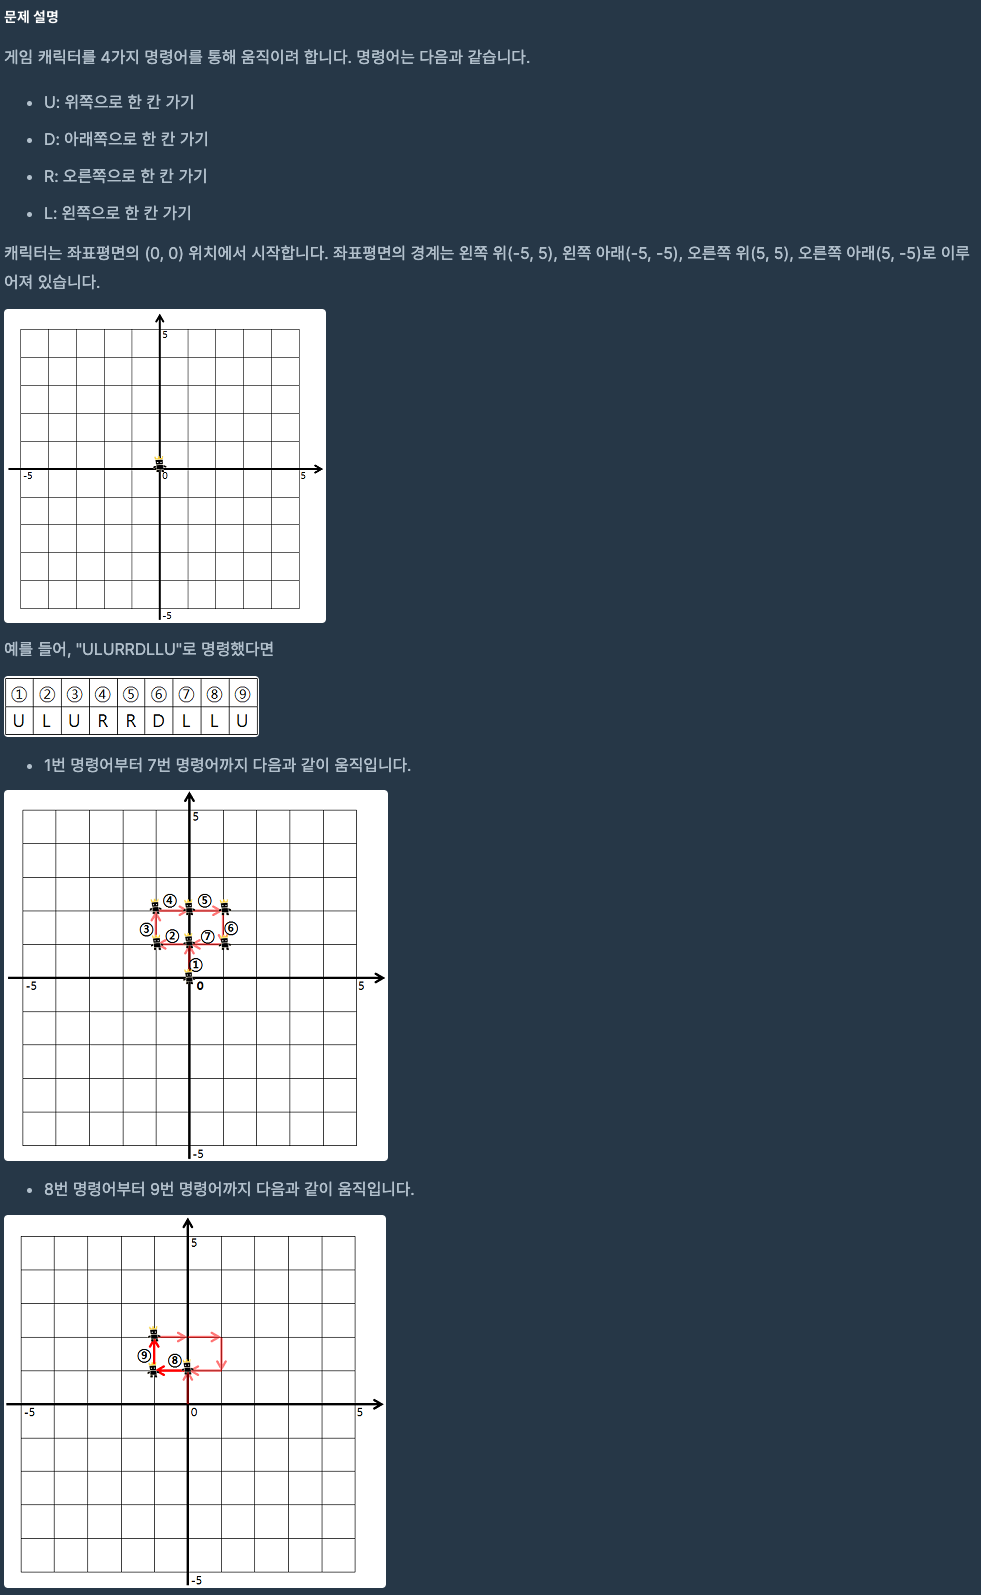 문제 설명
게임 캐릭터를 4가지 명령어를 통해 움직이려 합니다. 명령어는 다음과 같습니다.
• U: 위쪽으로 한 칸 가기
• D: 아래쪽으로 한 칸 가기
• R: 오른쪽으로 한 칸 가기
• L: 왼쪽으로 한 칸 가기
캐릭터는 좌표평면의 (0, 0) 위치에서 시작합니다. 좌표평면의 경계는 왼쪽 위(-5, 5), 왼쪽 아래(-5, -5), 오른쪽 위(5, 5), 오른쪽 아래(5, -5)로 이루
어져 있습니다.
5
-5 0 5
-5
예를 들어, "ULURRDLLU"로 명령했다면
① ② ③ ④ ⑤ ⑥ ⑦ ⑧ ⑨
U L U R R D L L U
• 1번 명령어부터 7번 명령어까지 다음과 같이 움직입니다.
5
④ ⑤
③ ② ⑦ ⑥
①
-5 0 5
-5
• 8번 명령어부터 9번 명령어까지 다음과 같이 움직입니다.
5
⑨ ⑧
-5 0 5
-5